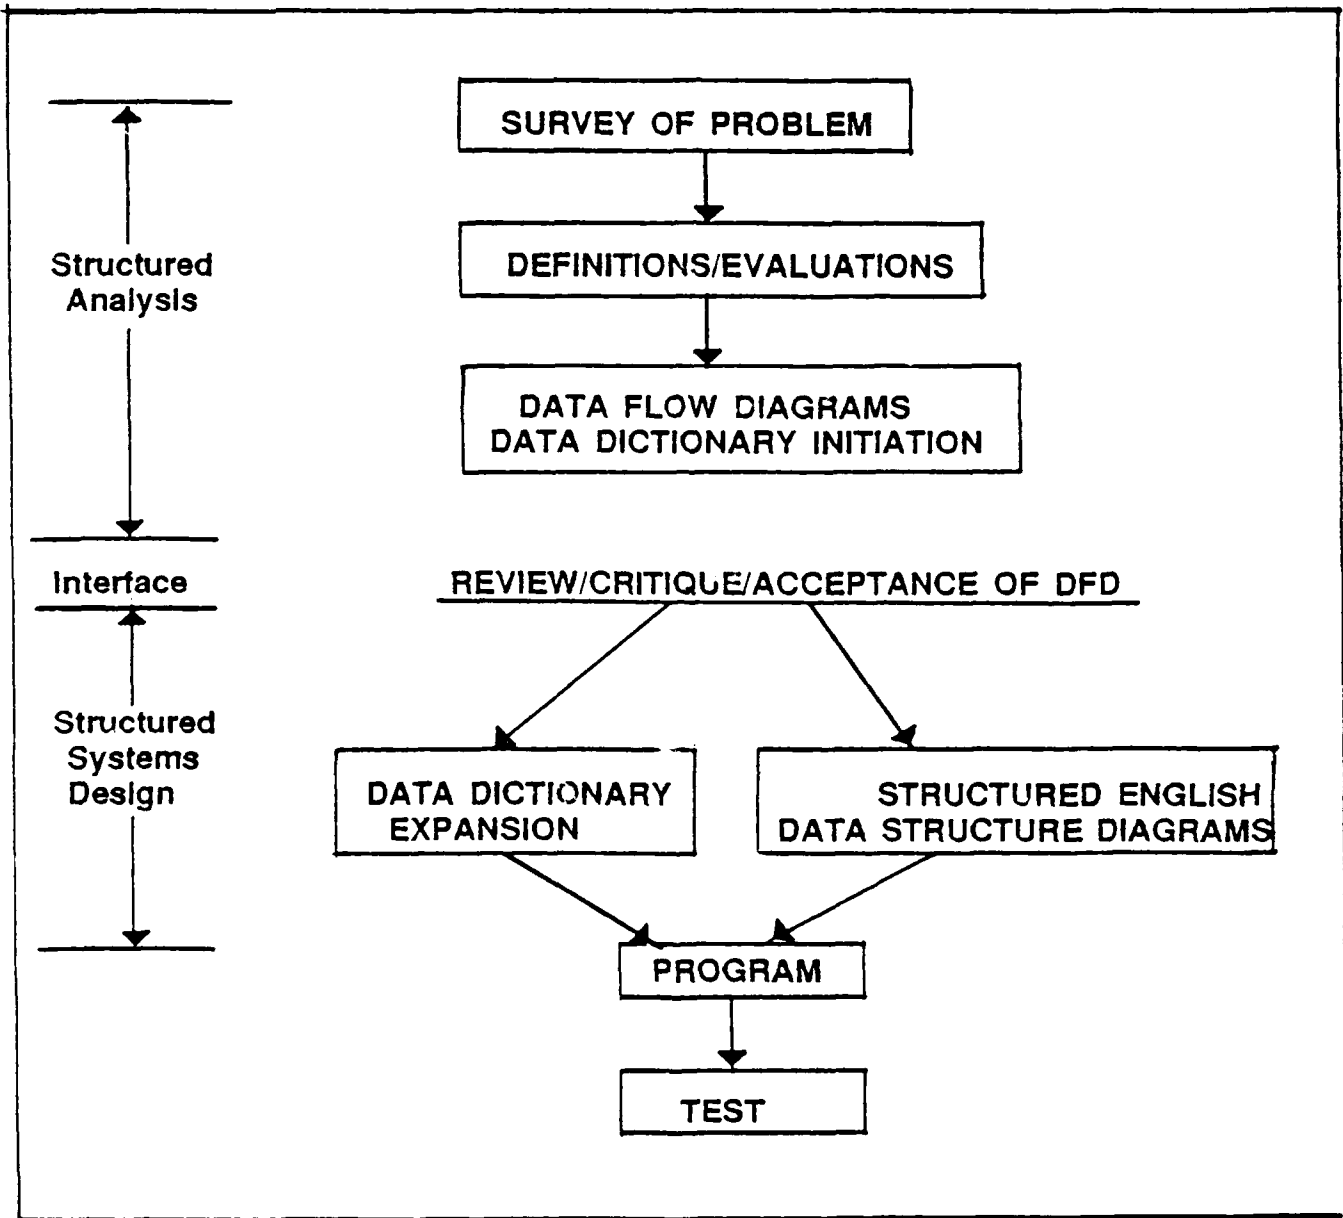 SURVEY OF PROBLEM
DEFINITIONS/EVALUATIONS
Structured
Analysis
DATA FLOW DIAGRAMS
DATA DICTIONARY INITIATION
Interface
REVIEW/CRITIQUE/ACCEPTANCE OF DFD
Structured
Systems
Design
DATA DICTIONARY
EXPANSION
STRUCTURED ENGLISH
DATA STRUCTURE DIAGRAMS
PROGRAM
TEST